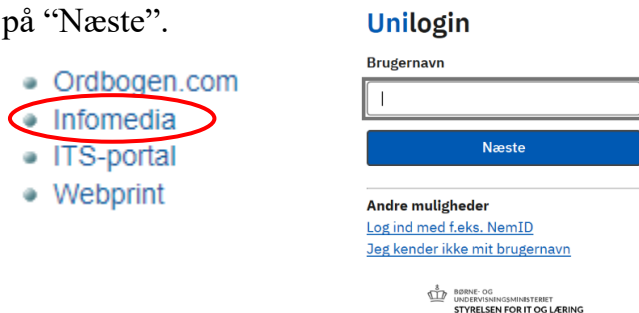 på “Næste”.
Ordbogen.com
Infomedia
ITS-portal
Webprint
Unilogin
Brugernavn
Næste
Andre muligheder
Log ind med f.eks. NemID
Jeg kender ikke mit brugernavn
BØRNE- OG
UNDERVISNINGSMINISTERIET
STYRELSEN FOR IT OG LÆRING